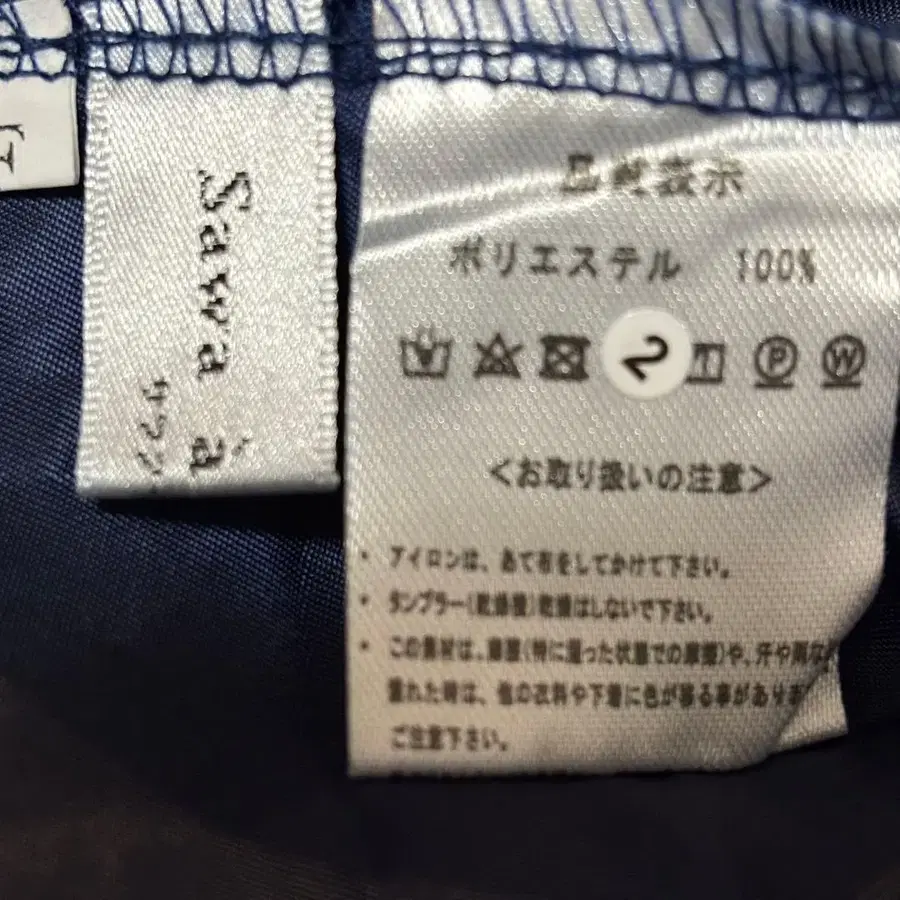 Sawa à
サワア
品質表示
ポリエステル 100%
2
P
W
<お取り扱いの注意>
・アイロンは、あて布をしてかけて下さい。
・タンブラー(乾燥機)乾燥はしないで下さい。
・この素材は、摩擦(特に湿った状態での摩擦)や、汗や雨な
濡れた時は、他の衣料や下着に色が移る事がありま
ご注意下さい。